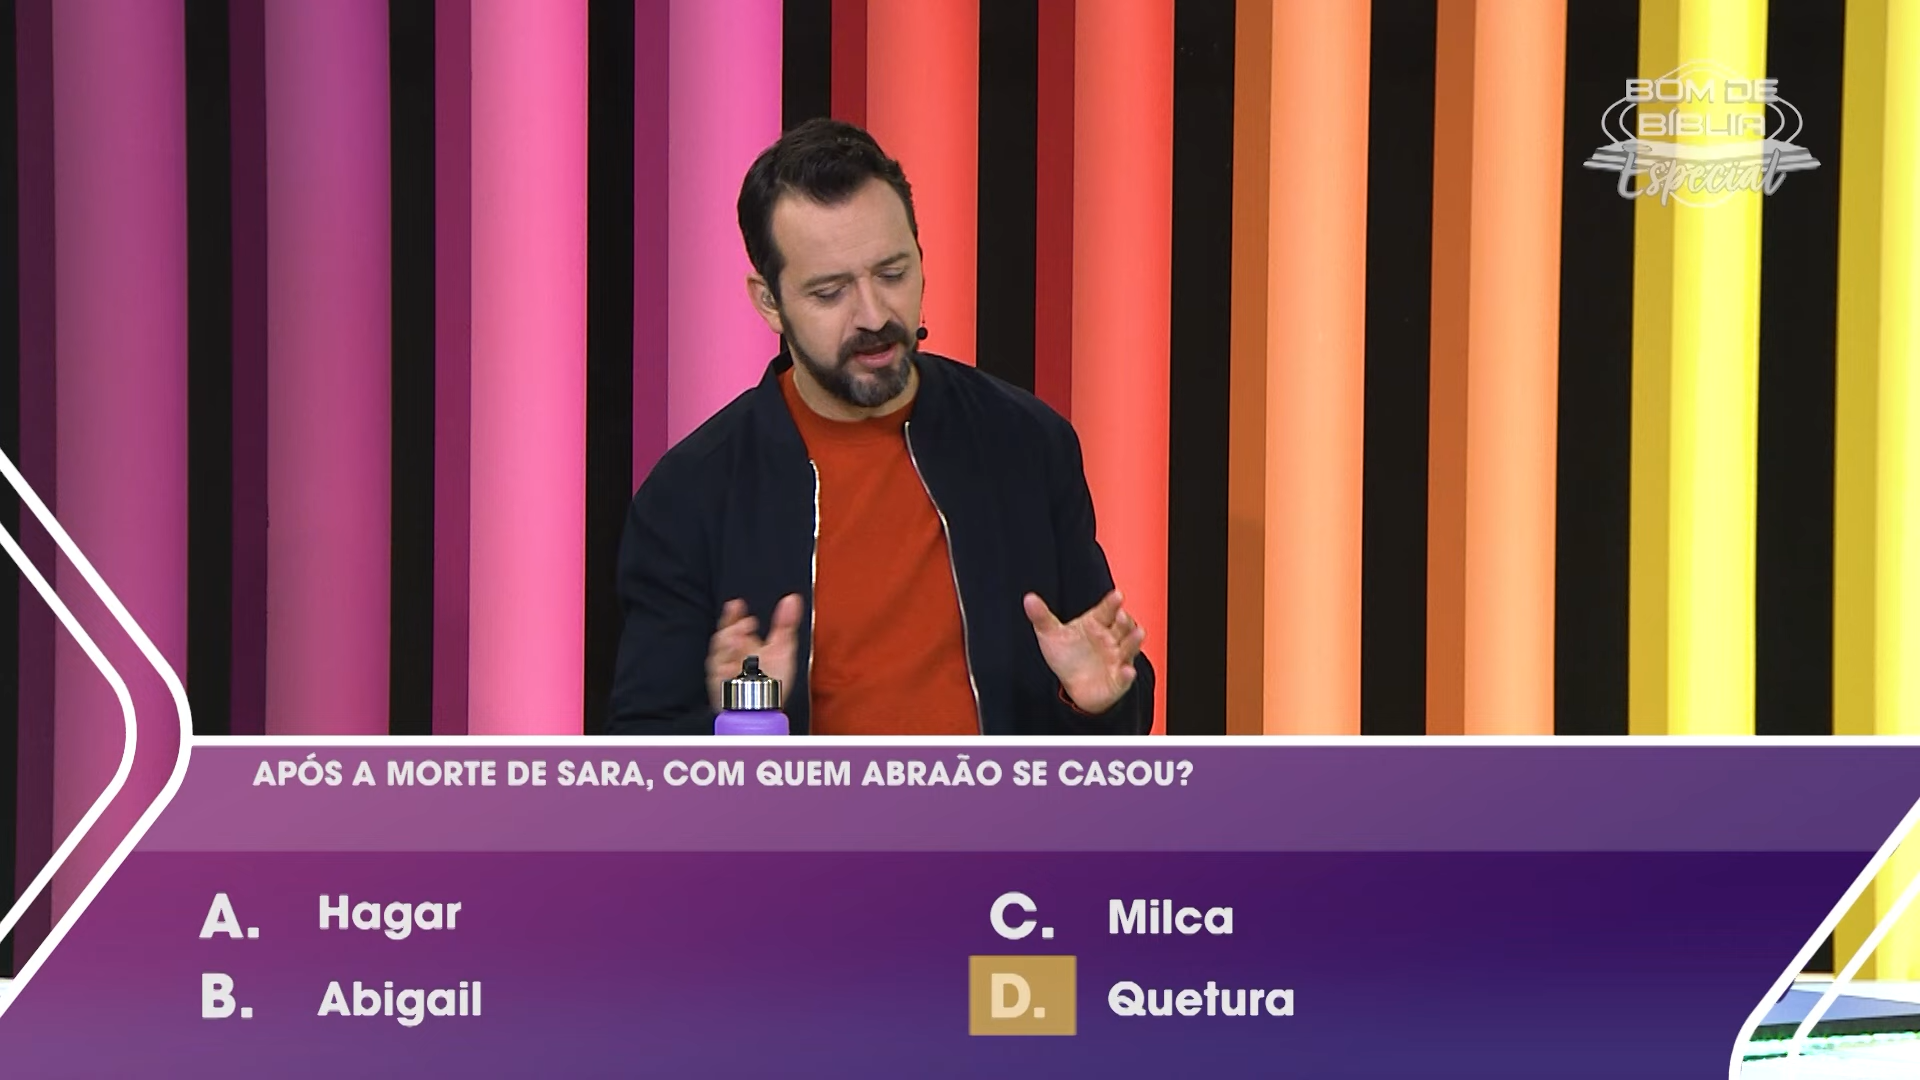 BOM DE
BÍBLIA
Especial
APÓS A MORTE DE SARA, COM QUEM ABRAÃO SE CASOU?
A. Hagar
B. Abigail
C. Milca
D. Quetura